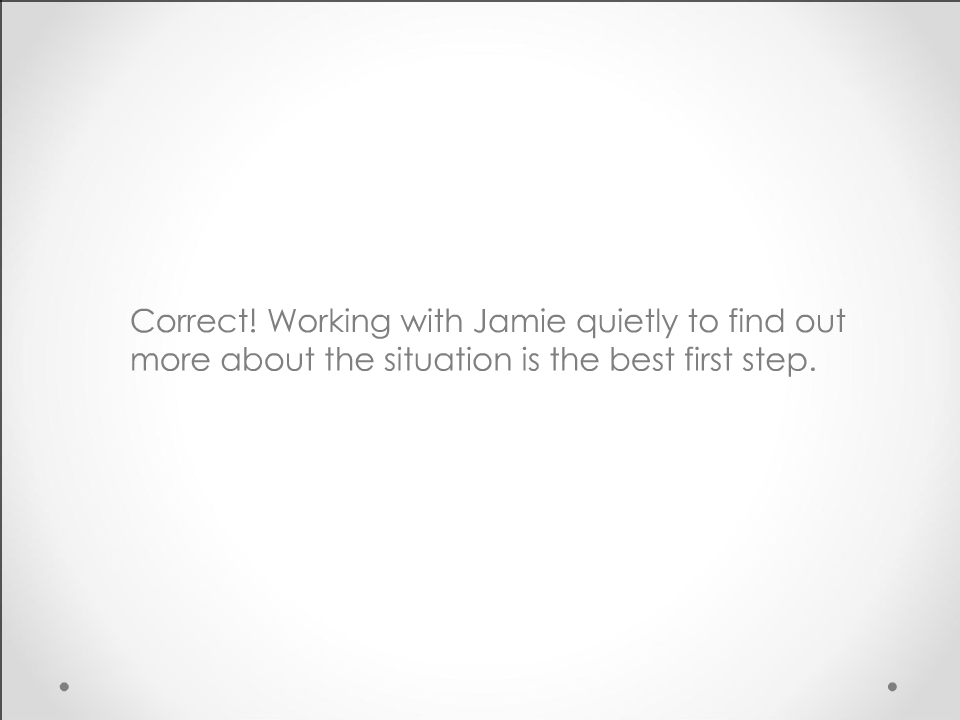 Correct! Working with Jamie quietly to find out
more about the situation is the best first step.